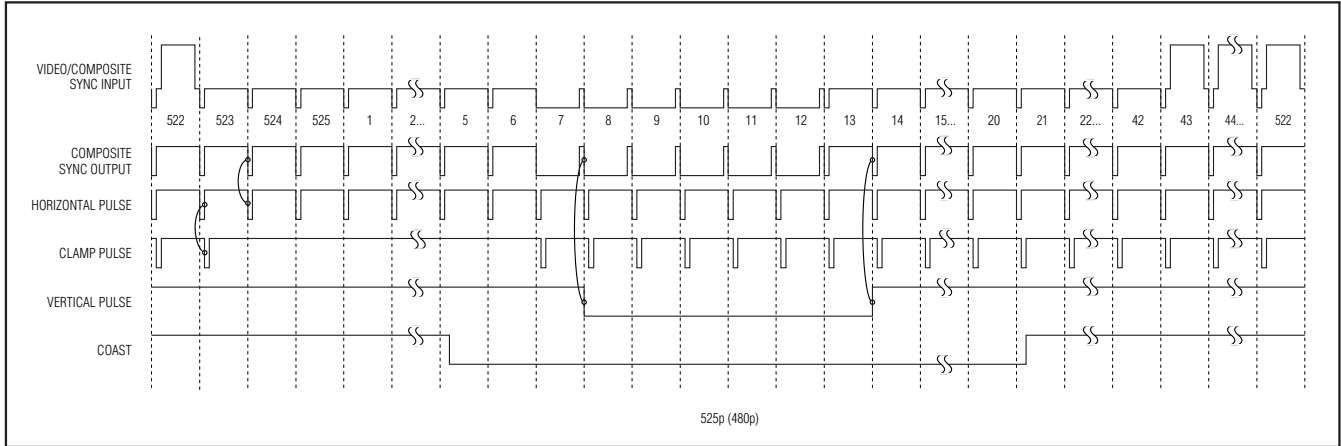 VIDEO/COMPOSITE
SYNC INPUT
522 523 524 525 1 2... 5 6 7 8 9 10 11 12 13 14 15... 20 21 22... 42 43 44... 522
COMPOSITE
SYNC OUTPUT
HORIZONTAL PULSE
CLAMP PULSE
VERTICAL PULSE
COAST
525p (480p)